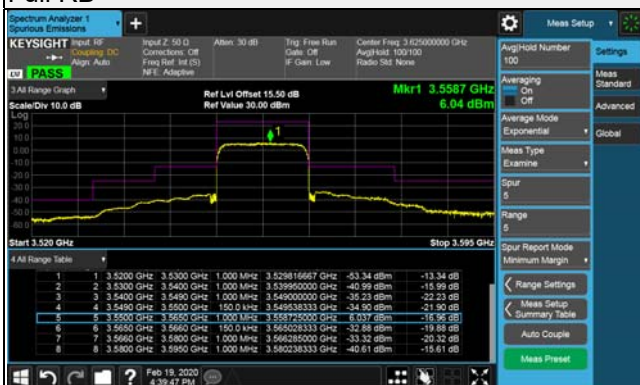 Full RB
Spectrum Analyzer 1
Spurious Emissions
Meas Setup
KEYSIGHT
Input: RF
Coupling: DC
Align: Auto
Input Z: 50 Ω
Corrections: Off
Freq Ref: Int (S)
NFE: Adaptive
Atten: 30 dB
Trig: Free Run
Gate: Off
IF Gain: Low
Center Freq: 3.625000000 GHz
Avg|Hold: 100/100
Radio Std: None
PASS
3 All Range Graph
Scale/Div 10.0 dB
Ref Lvl Offset 15.50 dB
Ref Value 30.00 dBm
Mkr1 3.5587 GHz
6.04 dBm
Log
20.0
10.0
0.00
-10.0
-20.0
-30.0
-40.0
-50.0
-60.0
1
Start 3.520 GHz
Stop 3.595 GHz
4 All Range Table
1 1 3.5200 GHz 3.5300 GHz 1.000 MHz 3.529816667 GHz -53.34 dBm -13.34 dB
2 2 3.5300 GHz 3.5400 GHz 1.000 MHz 3.539950000 GHz -40.99 dBm -15.99 dB
3 3 3.5400 GHz 3.5490 GHz 1.000 MHz 3.549000000 GHz -35.23 dBm -22.23 dB
4 4 3.5490 GHz 3.5500 GHz 150.0 kHz 3.549538333 GHz -34.90 dBm -21.90 dB
5 5 3.5500 GHz 3.5650 GHz 1.000 MHz 3.558725000 GHz 6.037 dBm -16.96 dB
6 6 3.5650 GHz 3.5660 GHz 150.0 kHz 3.565028333 GHz -32.88 dBm -19.88 dB
7 7 3.5660 GHz 3.5800 GHz 1.000 MHz 3.566285000 GHz -33.32 dBm -20.32 dB
8 8 3.5800 GHz 3.5950 GHz 1.000 MHz 3.580238333 GHz -40.61 dBm -15.61 dB
Avg|Hold Number
100
Averaging
On
Off
Average Mode
Exponential
Meas Type
Examine
Spur
5
Range
5
Spur Report Mode
Minimum Margin
Range Settings
Meas Setup
Summary Table
Auto Couple
Meas Preset
Settings
Meas
Standard
Advanced
Global
Feb 19, 2020
4:39:47 PM